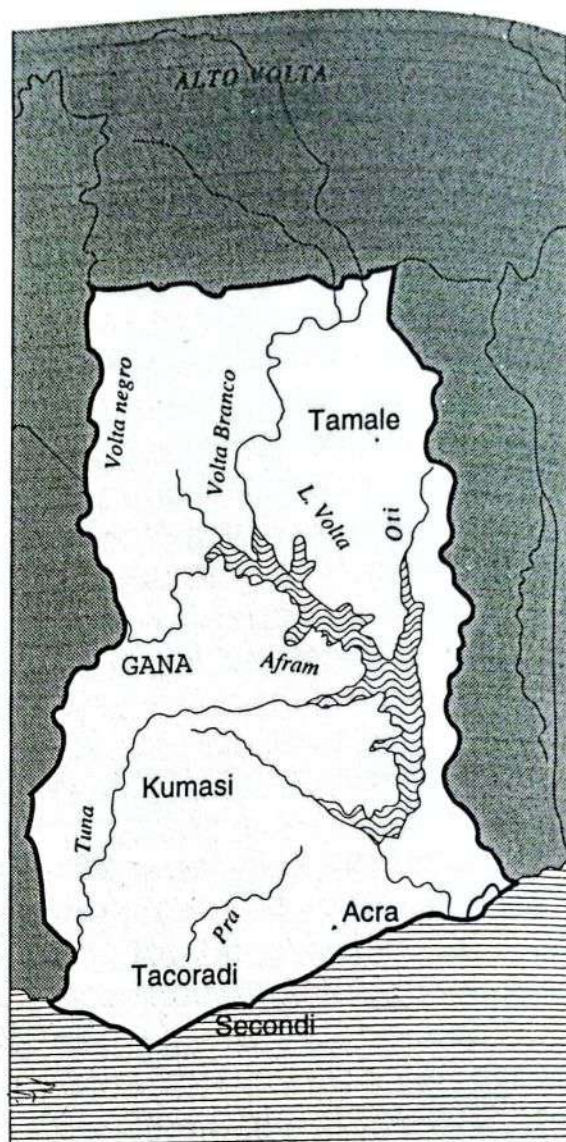 ALTO VOLTA
Volta negro
Volta Branco
Tamale
L. Volta
Oti
GANA
Afram
Kumasi
Tuna
Pra
Acra
Tacoradi
Secondi